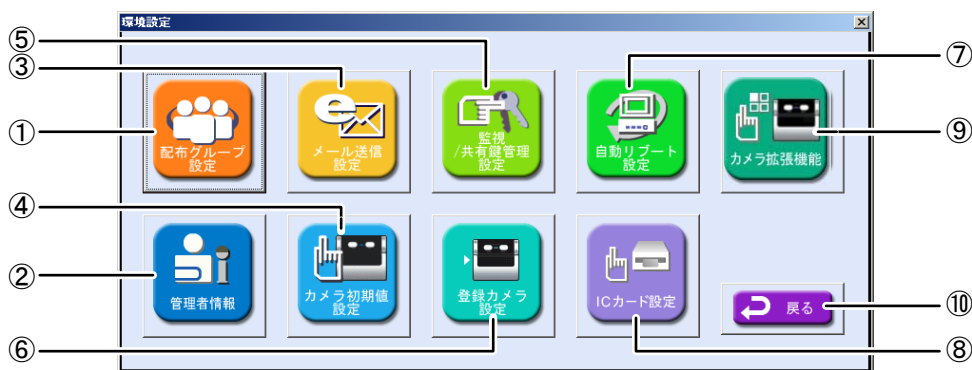 環境設定
⑤
③
①
⑦
⑨
配布グループ
設定
メール送信
設定
監視
/共有鍵管理
設定
自動リブート
設定
カメラ拡張機能
④
②
管理者情報
カメラ初期値
設定
登録カメラ
設定
ICカード設定
戻る
⑩
⑥
⑧